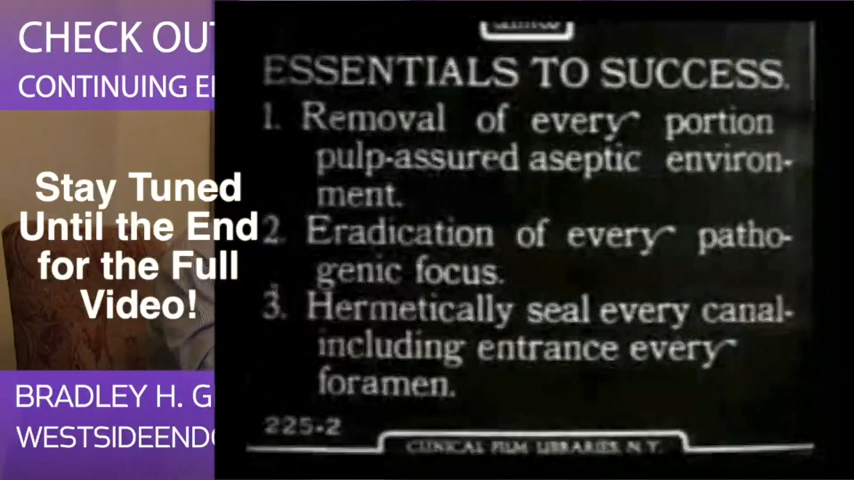 CHECK OUT
CONTINUING E
Stay Tuned
Until the End
for the Full
Video!
BRADLEY H. G
WESTSIDEENDO
ESSENTIALS TO SUCCESS.
1. Removal of every portion
pulp-assured aseptic environ-
ment.
2. Eradication of every patho-
genic focus.
3. Hermetically seal every canal-
including entrance every
foramen.
225-2
CLINICAL FILM LIBRARIES, N.Y.